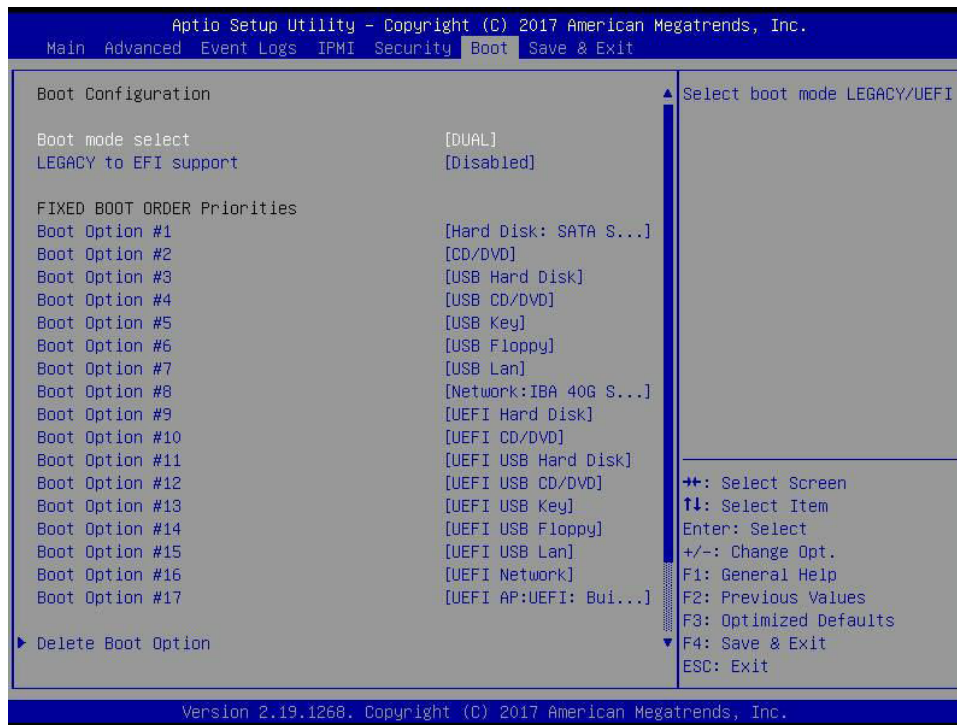 Aptio Setup Utility – Copyright (C) 2017 American Megatrends, Inc.
Main Advanced Event Logs IPMI Security Boot Save & Exit
Boot Configuration
Boot mode select [DUAL]
LEGACY to EFI support [Disabled]
FIXED BOOT ORDER Priorities
Boot Option #1 [Hard Disk: SATA S...]
Boot Option #2 [CD/DVD]
Boot Option #3 [USB Hard Disk]
Boot Option #4 [USB CD/DVD]
Boot Option #5 [USB Key]
Boot Option #6 [USB Floppy]
Boot Option #7 [USB Lan]
Boot Option #8 [Network:IBA 40G S...]
Boot Option #9 [UEFI Hard Disk]
Boot Option #10 [UEFI CD/DVD]
Boot Option #11 [UEFI USB Hard Disk]
Boot Option #12 [UEFI USB CD/DVD]
Boot Option #13 [UEFI USB Key]
Boot Option #14 [UEFI USB Floppy]
Boot Option #15 [UEFI USB Lan]
Boot Option #16 [UEFI Network]
Boot Option #17 [UEFI AP:UEFI: Bui...]
Delete Boot Option
Select boot mode LEGACY/UEFI
→←: Select Screen
↑↓: Select Item
Enter: Select
+/-: Change Opt.
F1: General Help
F2: Previous Values
F3: Optimized Defaults
F4: Save & Exit
ESC: Exit
Version 2.19.1268. Copyright (C) 2017 American Megatrends, Inc.